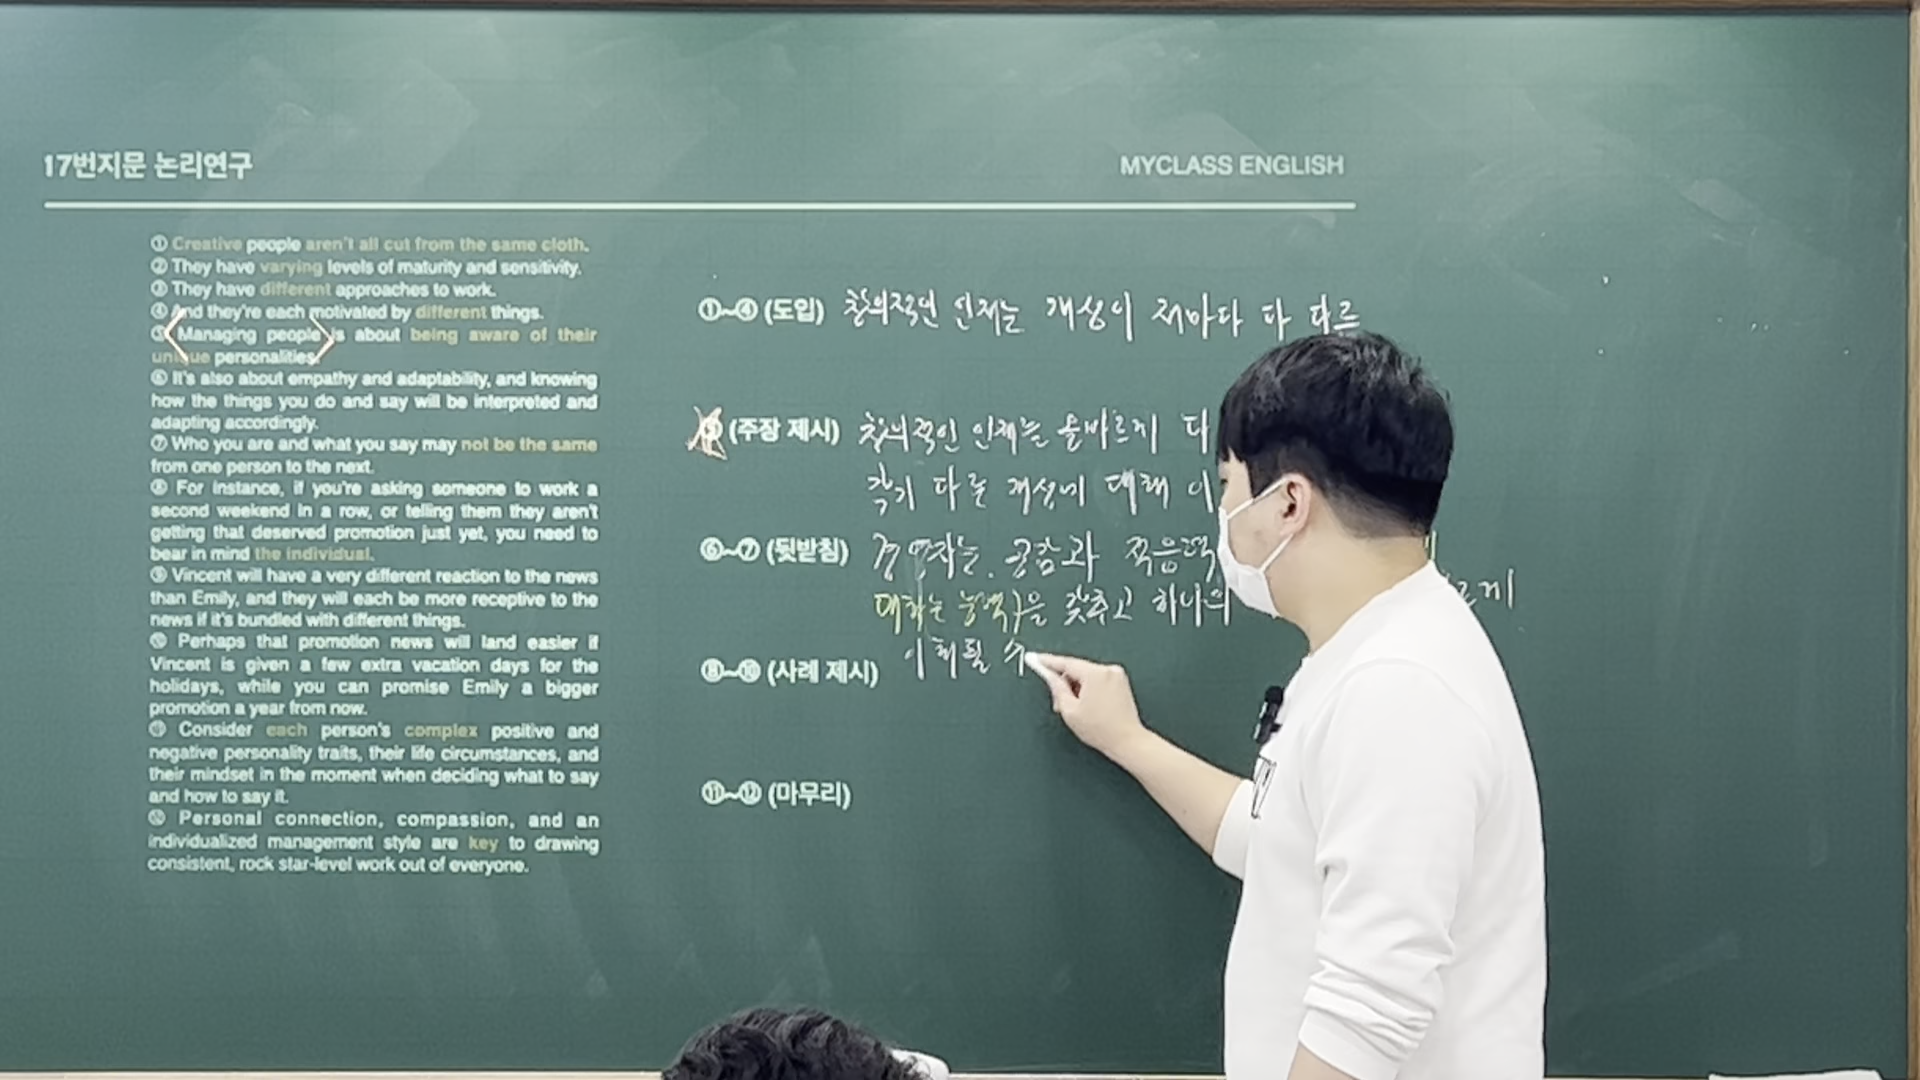 17번지문 논리연구
MYCLASS ENGLISH
① Creative people aren't all cut from the same cloth.
② They have varying levels of maturity and sensitivity.
③ They have different approaches to work.
④ And they're each motivated by different things.
⑤ Managing people is about being aware of their
unique personalities.
⑥ It's also about empathy and adaptability, and knowing
how the things you do and say will be interpreted and
adapting accordingly.
⑦ Who you are and what you say may not be the same
from one person to the next.
⑧ For instance, if you're asking someone to work a
second weekend in a row, or telling them they aren't
getting that deserved promotion just yet, you need to
bear in mind the individual.
⑨ Vincent will have a very different reaction to the news
than Emily, and they will each be more receptive to the
news if it's bundled with different things.
⑩ Perhaps that promotion news will land easier if
Vincent is given a few extra vacation days for the
holidays, while you can promise Emily a bigger
promotion a year from now.
⑪ Consider each person's complex positive and
negative personality traits, their life circumstances, and
their mindset in the moment when deciding what to say
and how to say it.
⑫ Personal connection, compassion, and an
individualized management style are key to drawing
consistent, rock star-level work out of everyone.
①~④ (도입) 창의적인 인재는 개성이 저마다 다 다름
⑤ (주장 제시) 창의적인 인재는 올바르게 다
각기 다른 개성에 대해 이
⑥~⑦ (뒷받침) 경영자는 공감과 적응력
대하는 능력)을 갖추고 하나의 르게
이해될 수
⑧~⑩ (사례 제시)
⑪~⑫ (마무리)